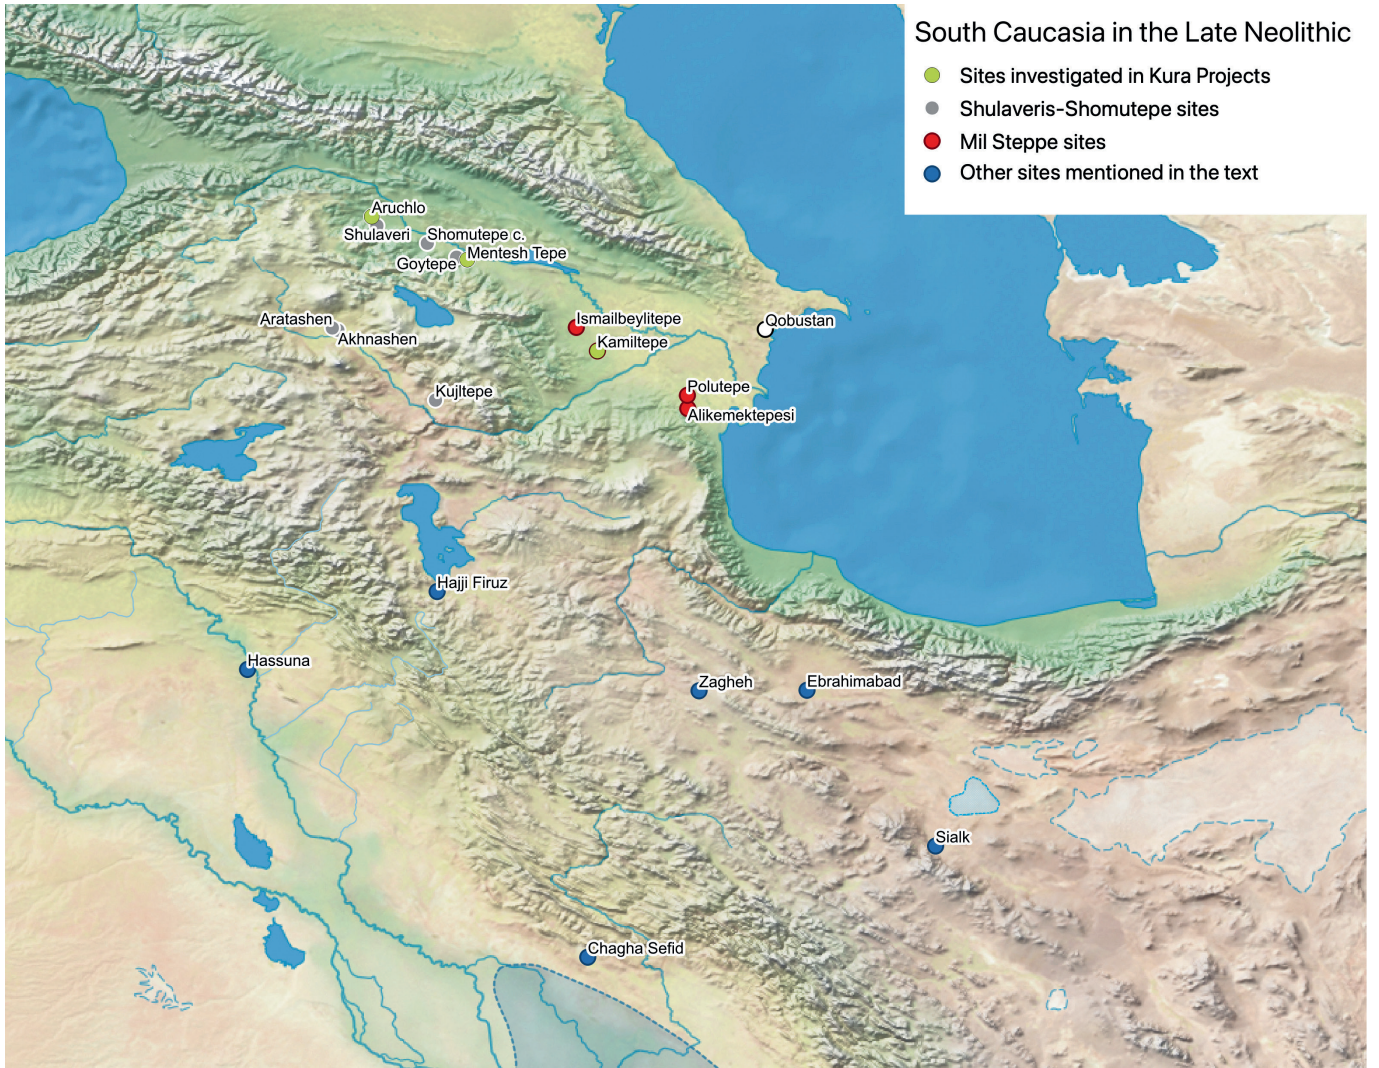 South Caucasia in the Late Neolithic
Sites investigated in Kura Projects
Shulaveris-Shomutepe sites
Mil Steppe sites
Other sites mentioned in the text
Aruchlo
Shulaveri
Shomutepe c.
Goytepe
Mentesh Tepe
Aratashen
Akhnashen
Ismailbeylitepe
Kamiltepe
Qobustan
Kujltepe
Polutepe
Alikemektepesi
Hajji Firuz
Hassuna
Zagheh
Ebrahimabad
Sialk
Chagha Sefid